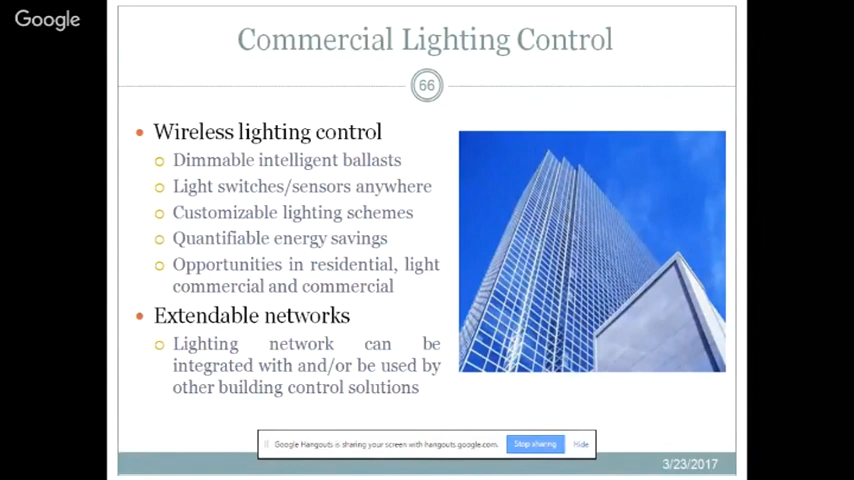 Google
Commercial Lighting Control
66
• Wireless lighting control
Dimmable intelligent ballasts
Light switches/sensors anywhere
Customizable lighting schemes
Quantifiable energy savings
Opportunities in residential, light
commercial and commercial
• Extendable networks
Lighting network can be
integrated with and/or be used by
other building control solutions
Google Hangouts is sharing your screen with hangouts.google.com. Stop sharing Hide
3/23/2017